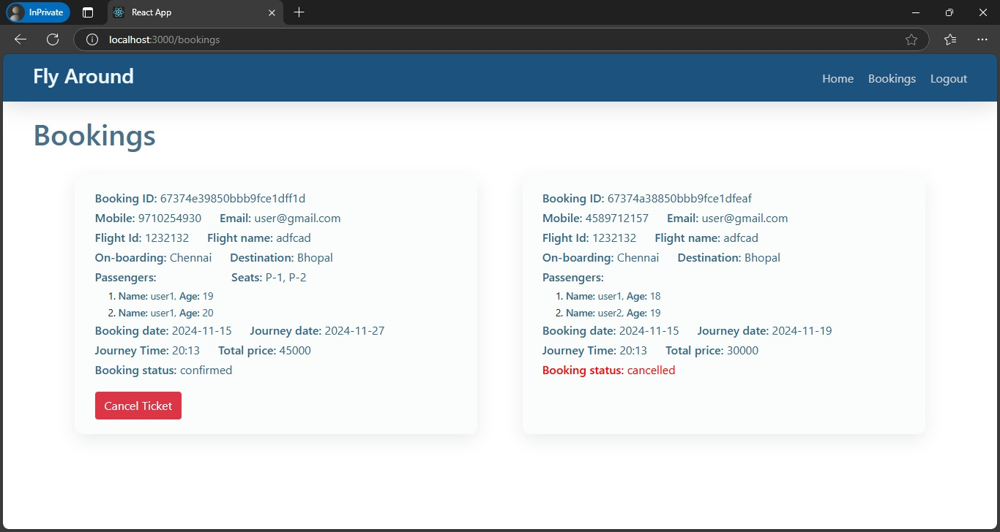 InPrivate
React App
localhost:3000/bookings
Fly Around
Home Bookings Logout
Bookings
Booking ID: 67374e39850bbb9fce1dff1d
Mobile: 9710254930 Email: user@gmail.com
Flight Id: 1232132 Flight name: adfcad
On-boarding: Chennai Destination: Bhopal
Passengers: Seats: P-1, P-2
1. Name: user1, Age: 19
2. Name: user1, Age: 20
Booking date: 2024-11-15 Journey date: 2024-11-27
Journey Time: 20:13 Total price: 45000
Booking status: confirmed
Cancel Ticket
Booking ID: 67374a38850bbb9fce1dfeaf
Mobile: 4589712157 Email: user@gmail.com
Flight Id: 1232132 Flight name: adfcad
On-boarding: Chennai Destination: Bhopal
Passengers:
1. Name: user1, Age: 18
2. Name: user2, Age: 19
Booking date: 2024-11-15 Journey date: 2024-11-19
Journey Time: 20:13 Total price: 30000
Booking status: cancelled